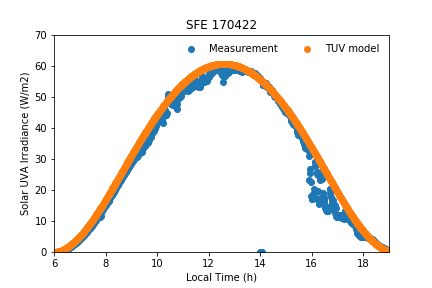 SFE 170422
Measurement TUV model
Solar UVA Irradiance (W/m2)
70
60
50
40
30
20
10
0
6 8 10 12 14 16 18
Local Time (h)